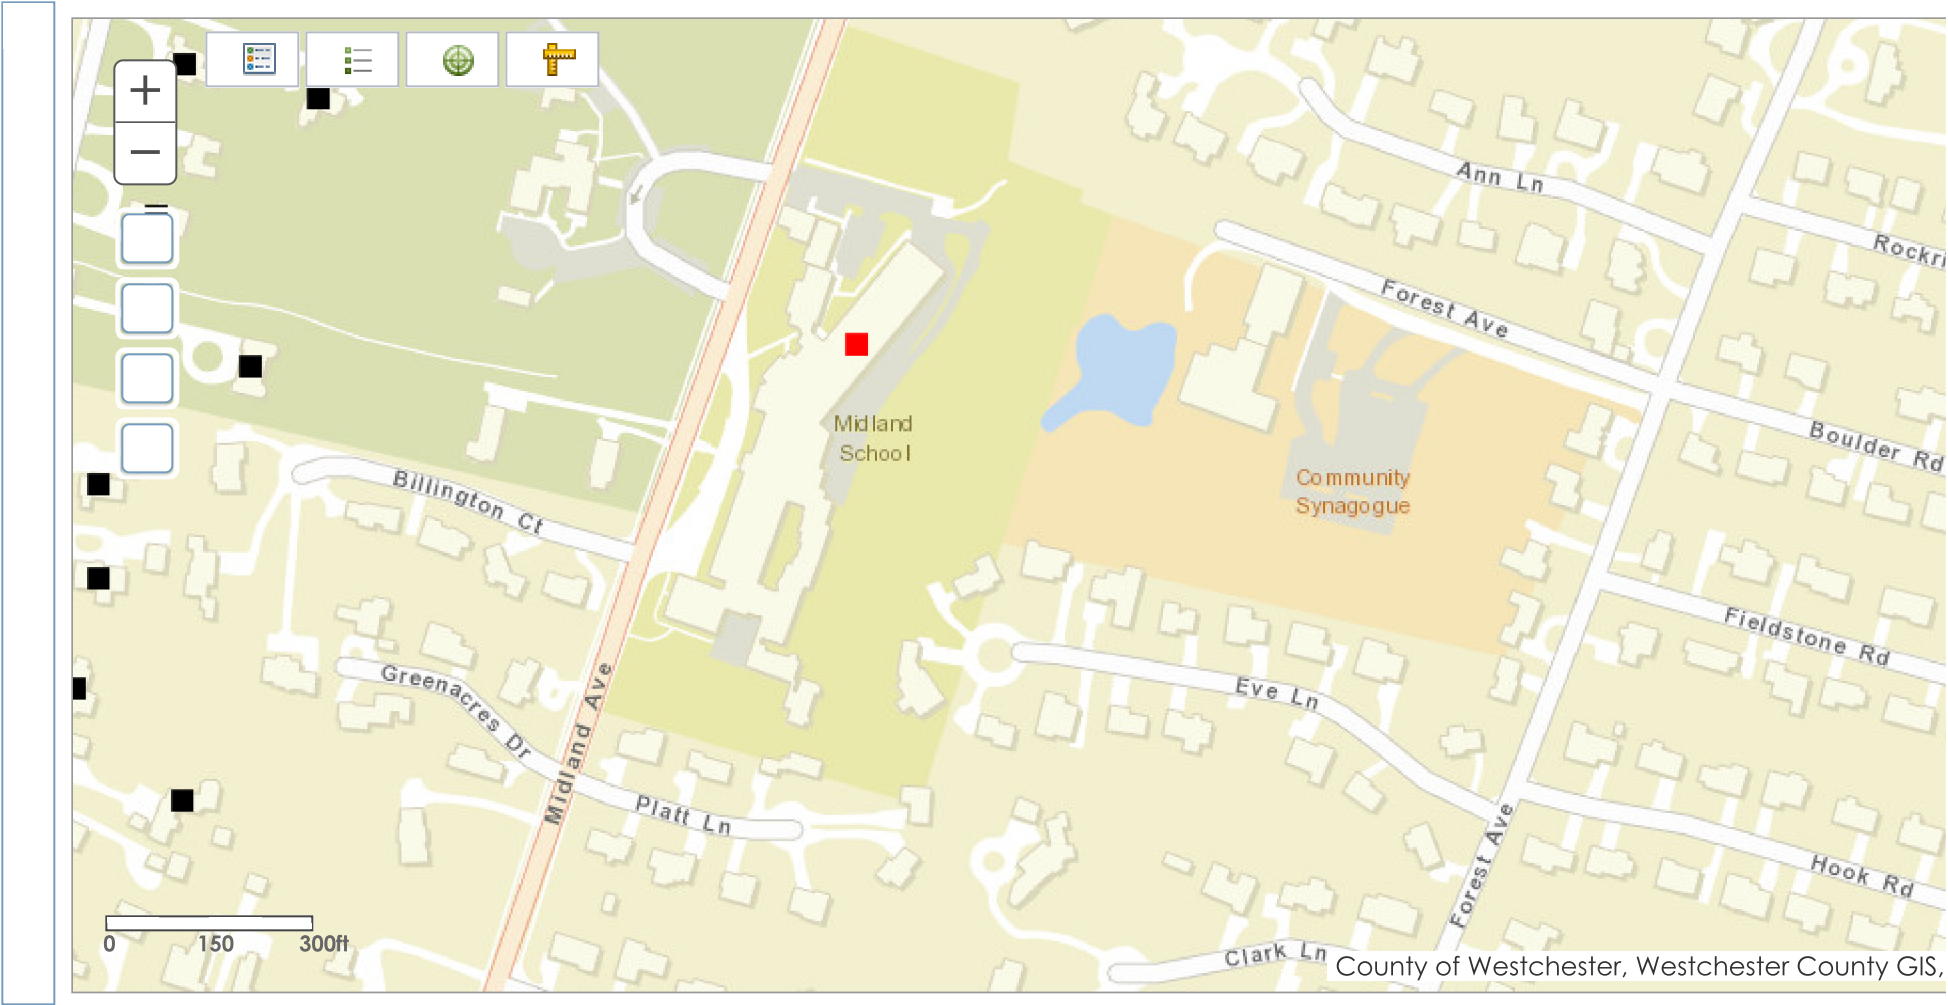 +
−
Ann Ln
Rockri
Forest Ave
Boulder Rd
Midland
School
Community
Synagogue
Billington Ct
Fieldstone Rd
Greenacres Dr
Midland Ave
Eve Ln
Platt Ln
Hook Rd
Forest Ave
Clark Ln
0 150 300ft
County of Westchester, Westchester County GIS,